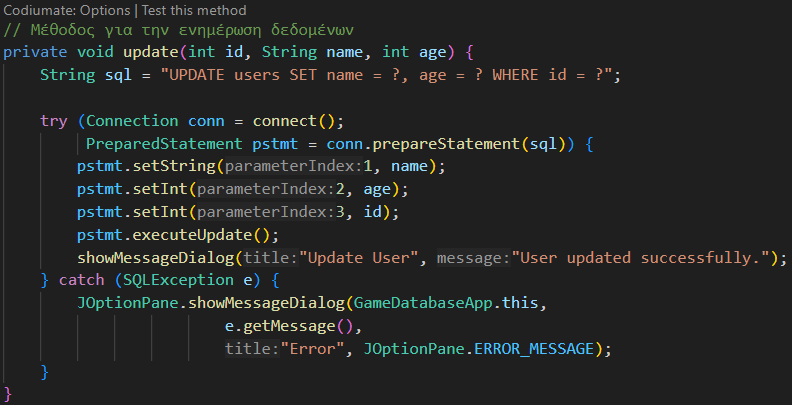 Codiumate: Options | Test this method
// Μέθοδος για την ενημέρωση δεδομένων
private void update(int id, String name, int age) {
String sql = "UPDATE users SET name = ?, age = ? WHERE id = ?";
try (Connection conn = connect();
PreparedStatement pstmt = conn.prepareStatement(sql)) {
pstmt.setString(parameterIndex:1, name);
pstmt.setInt(parameterIndex:2, age);
pstmt.setInt(parameterIndex:3, id);
pstmt.executeUpdate();
showMessageDialog(title:"Update User", message:"User updated successfully.");
} catch (SQLException e) {
JOptionPane.showMessageDialog(GameDatabaseApp.this,
e.getMessage(),
title:"Error", JOptionPane.ERROR_MESSAGE);
}
}